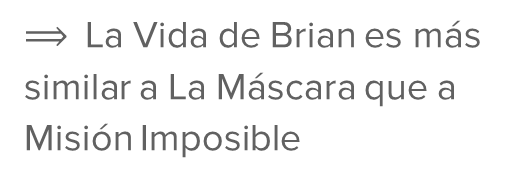 ⟹ La Vida de Brian es más
similar a La Máscara que a
Misión Imposible